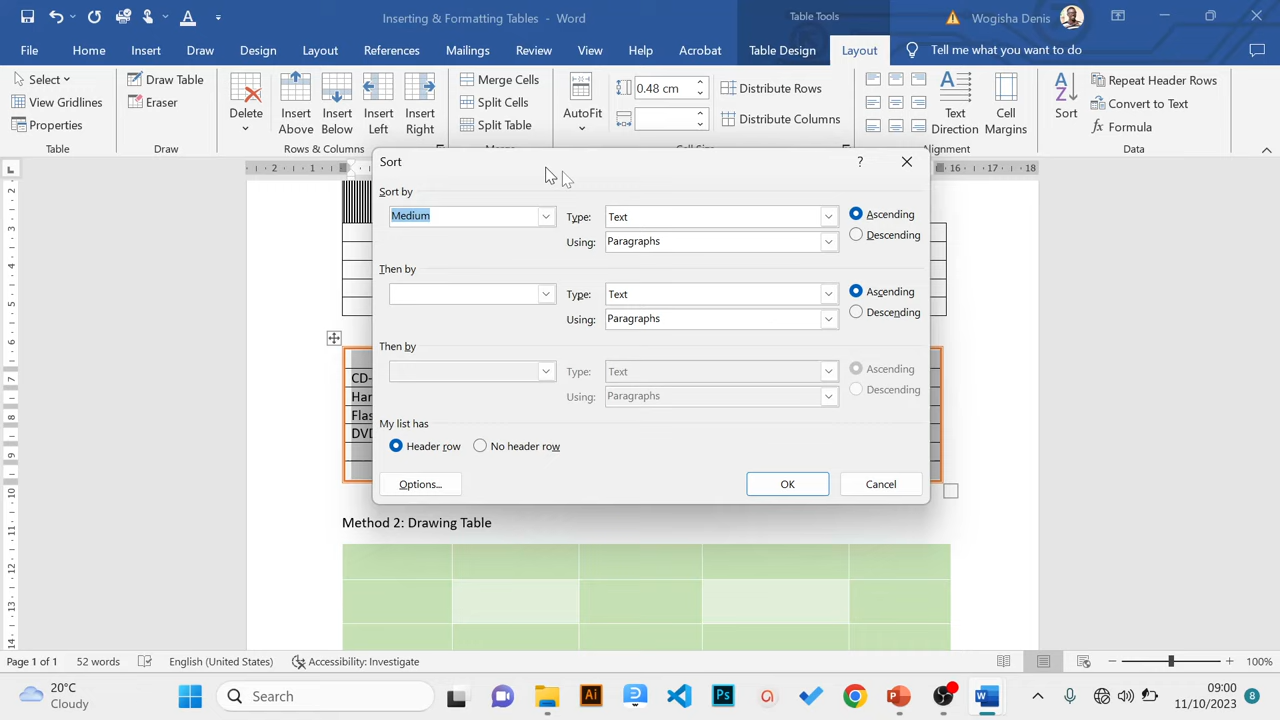 Inserting & Formatting Tables - Word
Table Tools
Wogisha Denis
File Home Insert Draw Design Layout References Mailings Review View Help Acrobat Table Design Layout Tell me what you want to do
Select
View Gridlines
Properties
Table
Draw Table
Eraser
Draw
Delete
Insert Above
Insert Below
Insert Left
Insert Right
Rows & Columns
Merge Cells
Split Cells
Split Table
AutoFit
0.48 cm
Distribute Rows
Distribute Columns
Text Direction
Cell Margins
Alignment
Sort
Repeat Header Rows
Convert to Text
Formula
Data
2 1 16 17 18
Sort
Sort by
Medium
Type: Text
Using: Paragraphs
Ascending
Descending
Then by
Type: Text
Using: Paragraphs
Ascending
Descending
Then by
Type: Text
Using: Paragraphs
Ascending
Descending
My list has
Header row No header row
Options... OK Cancel
CD-
Har
Flas
DVD
Method 2: Drawing Table
Page 1 of 1 52 words English (United States) Accessibility: Investigate 100%
20°C
Cloudy
Search
09:00
11/10/2023
8